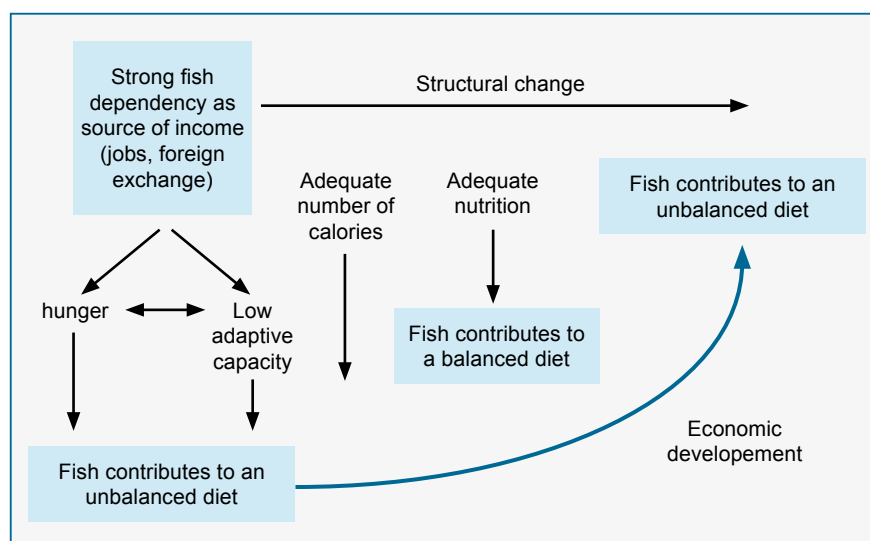 Strong fish
dependency as
source of income
(jobs, foreign
exchange)
Structural change
Adequate
number of
calories
Adequate
nutrition
Fish contributes to an
unbalanced diet
hunger
Low
adaptive
capacity
Fish contributes to
a balanced diet
Economic
developement
Fish contributes to an
unbalanced diet